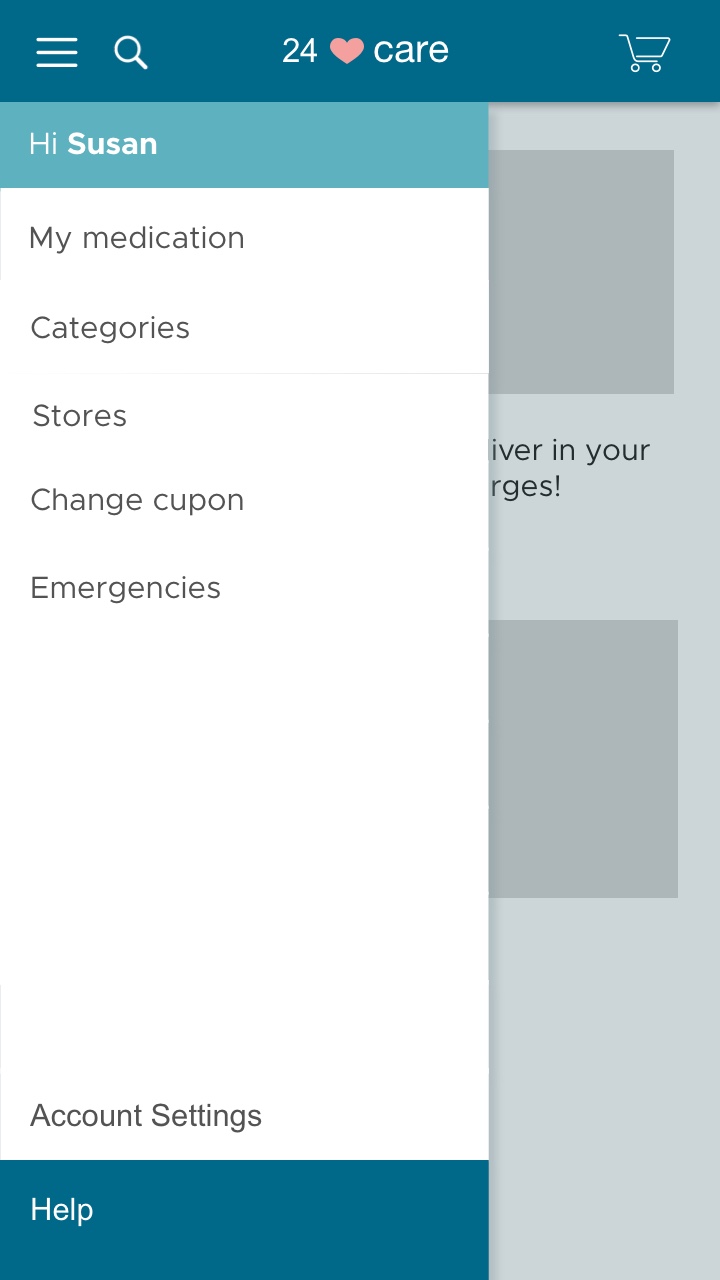 24 care
Hi Susan
My medication
Categories
Stores
Change cupon
Emergencies
Account Settings
Help
liver in your
rges!